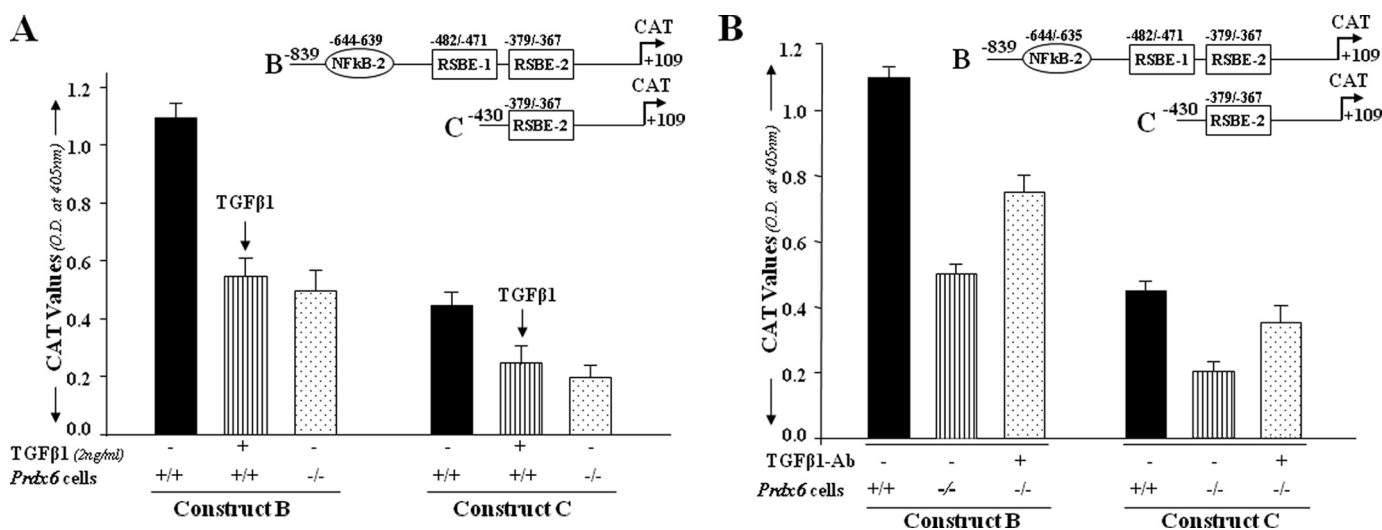 A
-644-639
-482/-471
-379/-367
CAT
B
-839
NFkB-2
RSBE-1
RSBE-2
+109
CAT
-379/-367
C
-430
RSBE-2
+109
CAT Values (O.D. at 405nm)
1.2
1.0
0.8
0.6
0.4
0.2
0.0
TGFβ1
TGFβ1
TGFβ1 (2ng/ml) - + - - + -
Prdx6 cells +/+ +/+ -/- +/+ +/+ -/-
Construct B Construct C
B
-644/-635
-482/-471
-379/-367
CAT
B
-839
NFkB-2
RSBE-1
RSBE-2
+109
CAT
-379/-367
C
-430
RSBE-2
+109
CAT Values (O.D. at 405nm)
1.2
1.0
0.8
0.6
0.4
0.2
0.0
TGFβ1-Ab - - + - - +
Prdx6 cells +/+ -/- -/- +/+ -/- -/-
Construct B Construct C